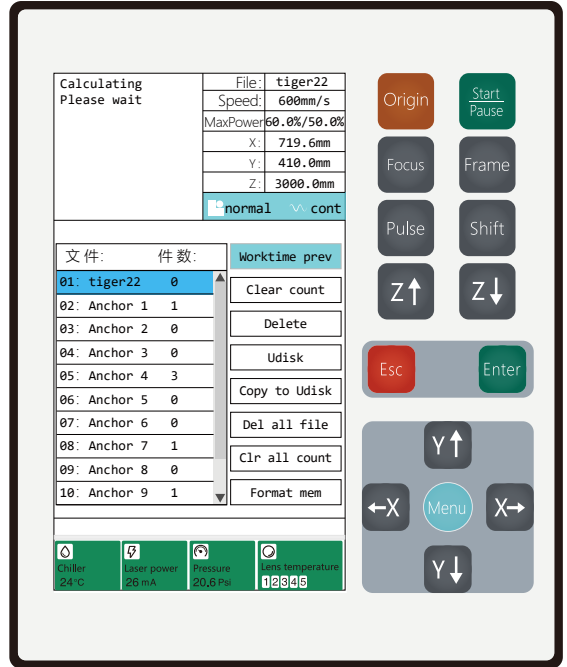 Calculating
Please wait
File: tiger22
Speed: 600mm/s
MaxPower 60.0%/50.0%
X: 719.6mm
Y: 410.0mm
Z: 3000.0mm
normal cont
文件: 件数:
01: tiger22 0
02: Anchor 1 1
03: Anchor 2 0
04: Anchor 3 0
05: Anchor 4 3
06: Anchor 5 0
07: Anchor 6 0
08: Anchor 7 1
09: Anchor 8 0
10: Anchor 9 1
Worktime prev
Clear count
Delete
Udisk
Copy to Udisk
Del all file
Clr all count
Format mem
Chiller
24°C
Laser power
26 mA
Pressure
20.6 Psi
Lens temperature
1 2 3 4 5
Origin
Start
Pause
Focus
Frame
Pulse
Shift
Z↑
Z↓
Esc
Enter
Y↑
←X
Menu
X→
Y↓